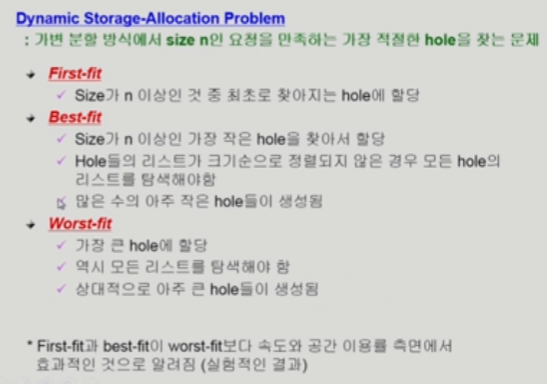 Dynamic Storage-Allocation Problem
: 가변 분할 방식에서 size n인 요청을 만족하는 가장 적절한 hole을 찾는 문제
First-fit
Size가 n 이상인 것 중 최초로 찾아지는 hole에 할당
Best-fit
Size가 n 이상인 가장 작은 hole을 찾아서 할당
Hole들의 리스트가 크기순으로 정렬되지 않은 경우 모든 hole의
리스트를 탐색해야함
많은 수의 아주 작은 hole들이 생성됨
Worst-fit
가장 큰 hole에 할당
역시 모든 리스트를 탐색해야 함
상대적으로 아주 큰 hole들이 생성됨
* First-fit과 best-fit이 worst-fit보다 속도와 공간 이용률 측면에서
효과적인 것으로 알려짐 (실험적인 결과)